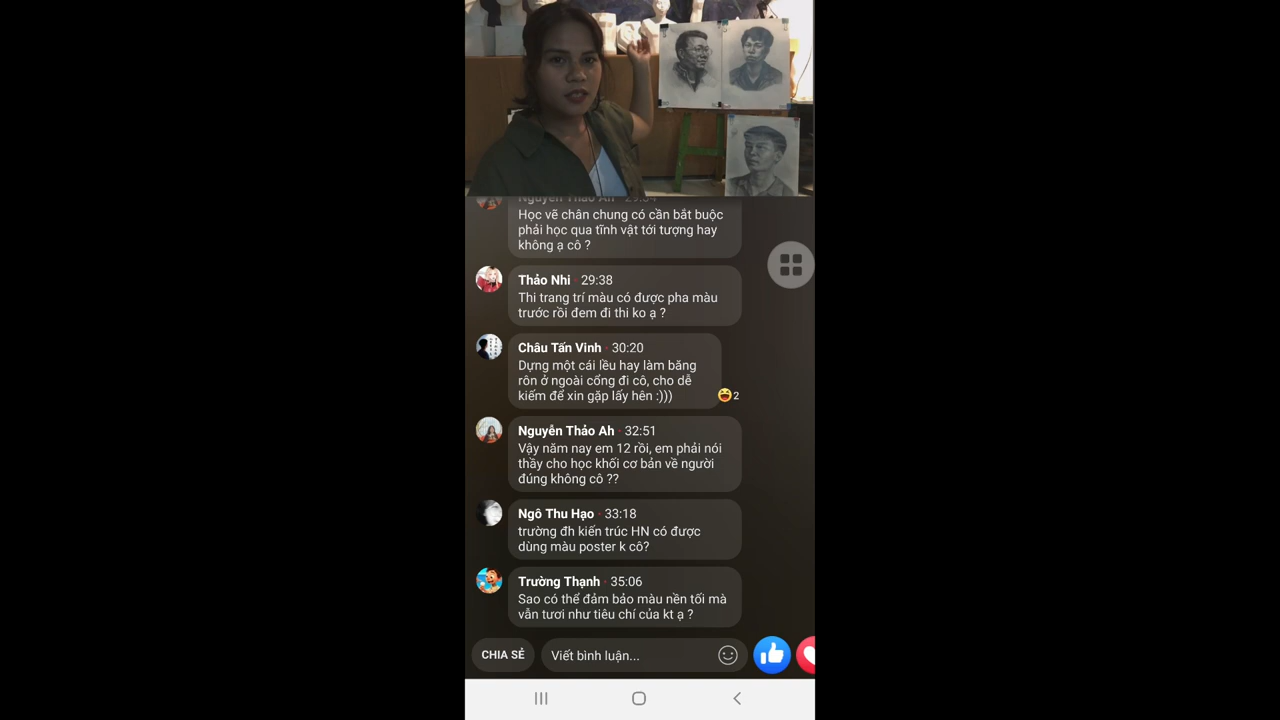 Nguyễn Thảo Ah · 29:34
Học vẽ chân chung có cần bắt buộc
phải học qua tĩnh vật tới tượng hay
không ạ cô ?
Thảo Nhi · 29:38
Thi trang trí màu có được pha màu
trước rồi đem đi thi ko ạ ?
Châu Tấn Vinh · 30:20
Dựng một cái lều hay làm băng
rôn ở ngoài cổng đi cô, cho dễ
kiếm để xin gặp lấy hên :)))
2
Nguyễn Thảo Ah · 32:51
Vậy năm nay em 12 rồi, em phải nói
thầy cho học khối cơ bản về người
đúng không cô ??
Ngô Thu Hạo · 33:18
trường đh kiến trúc HN có được
dùng màu poster k cô?
Trường Thạnh · 35:06
Sao có thể đảm bảo màu nền tối mà
vẫn tươi như tiêu chí của kt ạ ?
CHIA SẺ
Viết bình luận...